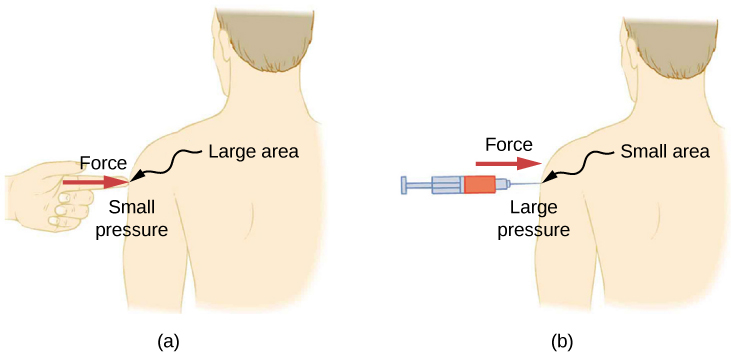 Force
Large area
Small
pressure
(a)
Force
Small area
Large
pressure
(b)